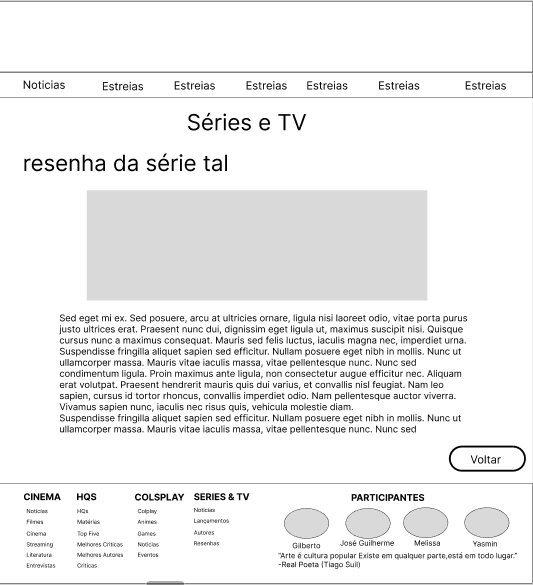 Noticias Estreias Estreias Estreias Estreias Estreias Estreias
Séries e TV
resenha da série tal
Sed eget mi ex. Sed posuere, arcu at ultricies ornare, ligula nisi laoreet odio, vitae porta purus
justo ultrices erat. Praesent nunc dui, dignissim eget ligula ut, maximus suscipit nisi. Quisque
cursus nunc a maximus consequat. Mauris sed felis luctus, iaculis magna nec, imperdiet urna.
Suspendisse fringilla aliquet sapien sed efficitur. Nullam posuere eget nibh in mollis. Nunc ut
ullamcorper massa. Mauris vitae iaculis massa, vitae pellentesque nunc. Nunc sed
condimentum ligula. Proin maximus ante ligula, non consectetur augue efficitur nec. Aliquam
erat volutpat. Praesent hendrerit mauris quis dui varius, et convallis nisl feugiat. Nam leo
sapien, cursus id tortor rhoncus, convallis imperdiet odio. Nam pellentesque auctor viverra.
Vivamus sapien nunc, iaculis nec risus quis, vehicula molestie diam.
Suspendisse fringilla aliquet sapien sed efficitur. Nullam posuere eget nibh in mollis. Nunc ut
ullamcorper massa. Mauris vitae iaculis massa, vitae pellentesque nunc. Nunc sed
Voltar
CINEMA
Noticias
Filmes
Cinema
Streaming
Literatura
Entrevistas
HQS
HQs
Matérias
Top Five
Melhores Criticas
Melhores Autores
Criticas
COLSPLAY
Colplay
Animes
Games
Noticias
Eventos
SERIES & TV
Noticias
Lançamentos
Autores
Resenhas
PARTICIPANTES
Gilberto José Guilherme Melissa Yasmin
"Arte é cultura popular Existe em qualquer parte,está em todo lugar."
-Real Poeta (Tiago Suil)